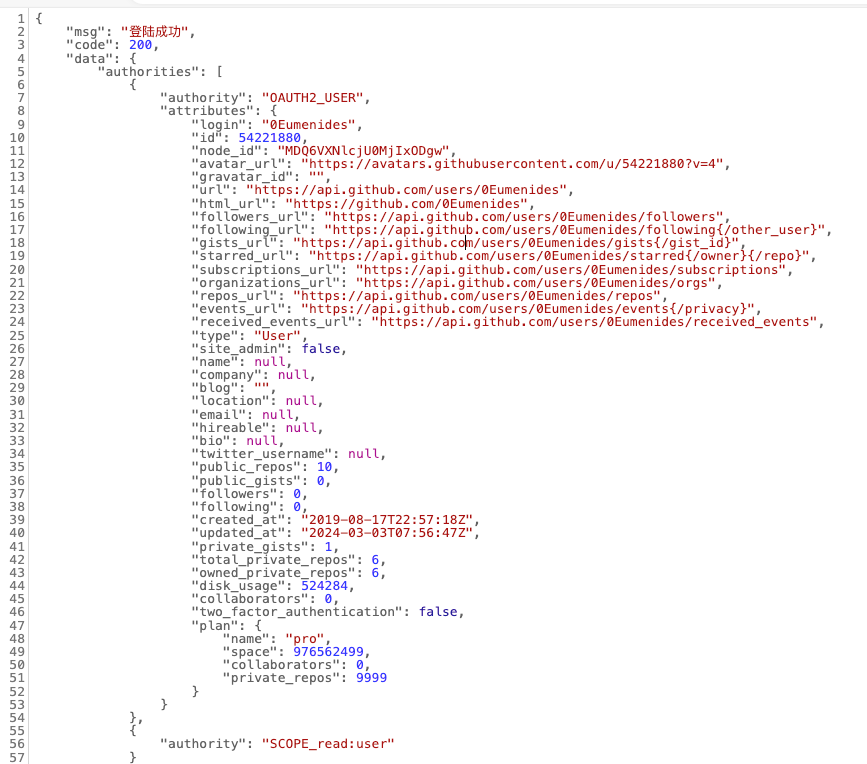 1 {
2 "msg": "登陆成功",
3 "code": 200,
4 "data": {
5 "authorities": [
6 {
7 "authority": "OAUTH2_USER",
8 "attributes": {
9 "login": "0Eumenides",
10 "id": 54221880,
11 "node_id": "MDQ6VXNlcjU0MjIxODgw",
12 "avatar_url": "https://avatars.githubusercontent.com/u/54221880?v=4",
13 "gravatar_id": "",
14 "url": "https://api.github.com/users/0Eumenides",
15 "html_url": "https://github.com/0Eumenides",
16 "followers_url": "https://api.github.com/users/0Eumenides/followers",
17 "following_url": "https://api.github.com/users/0Eumenides/following{/other_user}",
18 "gists_url": "https://api.github.com/users/0Eumenides/gists{/gist_id}",
19 "starred_url": "https://api.github.com/users/0Eumenides/starred{/owner}{/repo}",
20 "subscriptions_url": "https://api.github.com/users/0Eumenides/subscriptions",
21 "organizations_url": "https://api.github.com/users/0Eumenides/orgs",
22 "repos_url": "https://api.github.com/users/0Eumenides/repos",
23 "events_url": "https://api.github.com/users/0Eumenides/events{/privacy}",
24 "received_events_url": "https://api.github.com/users/0Eumenides/received_events",
25 "type": "User",
26 "site_admin": false,
27 "name": null,
28 "company": null,
29 "blog": "",
30 "location": null,
31 "email": null,
32 "hireable": null,
33 "bio": null,
34 "twitter_username": null,
35 "public_repos": 10,
36 "public_gists": 0,
37 "followers": 0,
38 "following": 0,
39 "created_at": "2019-08-17T22:57:18Z",
40 "updated_at": "2024-03-03T07:56:47Z",
41 "private_gists": 1,
42 "total_private_repos": 6,
43 "owned_private_repos": 6,
44 "disk_usage": 524284,
45 "collaborators": 0,
46 "two_factor_authentication": false,
47 "plan": {
48 "name": "pro",
49 "space": 976562499,
50 "collaborators": 0,
51 "private_repos": 9999
52 }
53 }
54 },
55 {
56 "authority": "SCOPE_read:user"
57 }